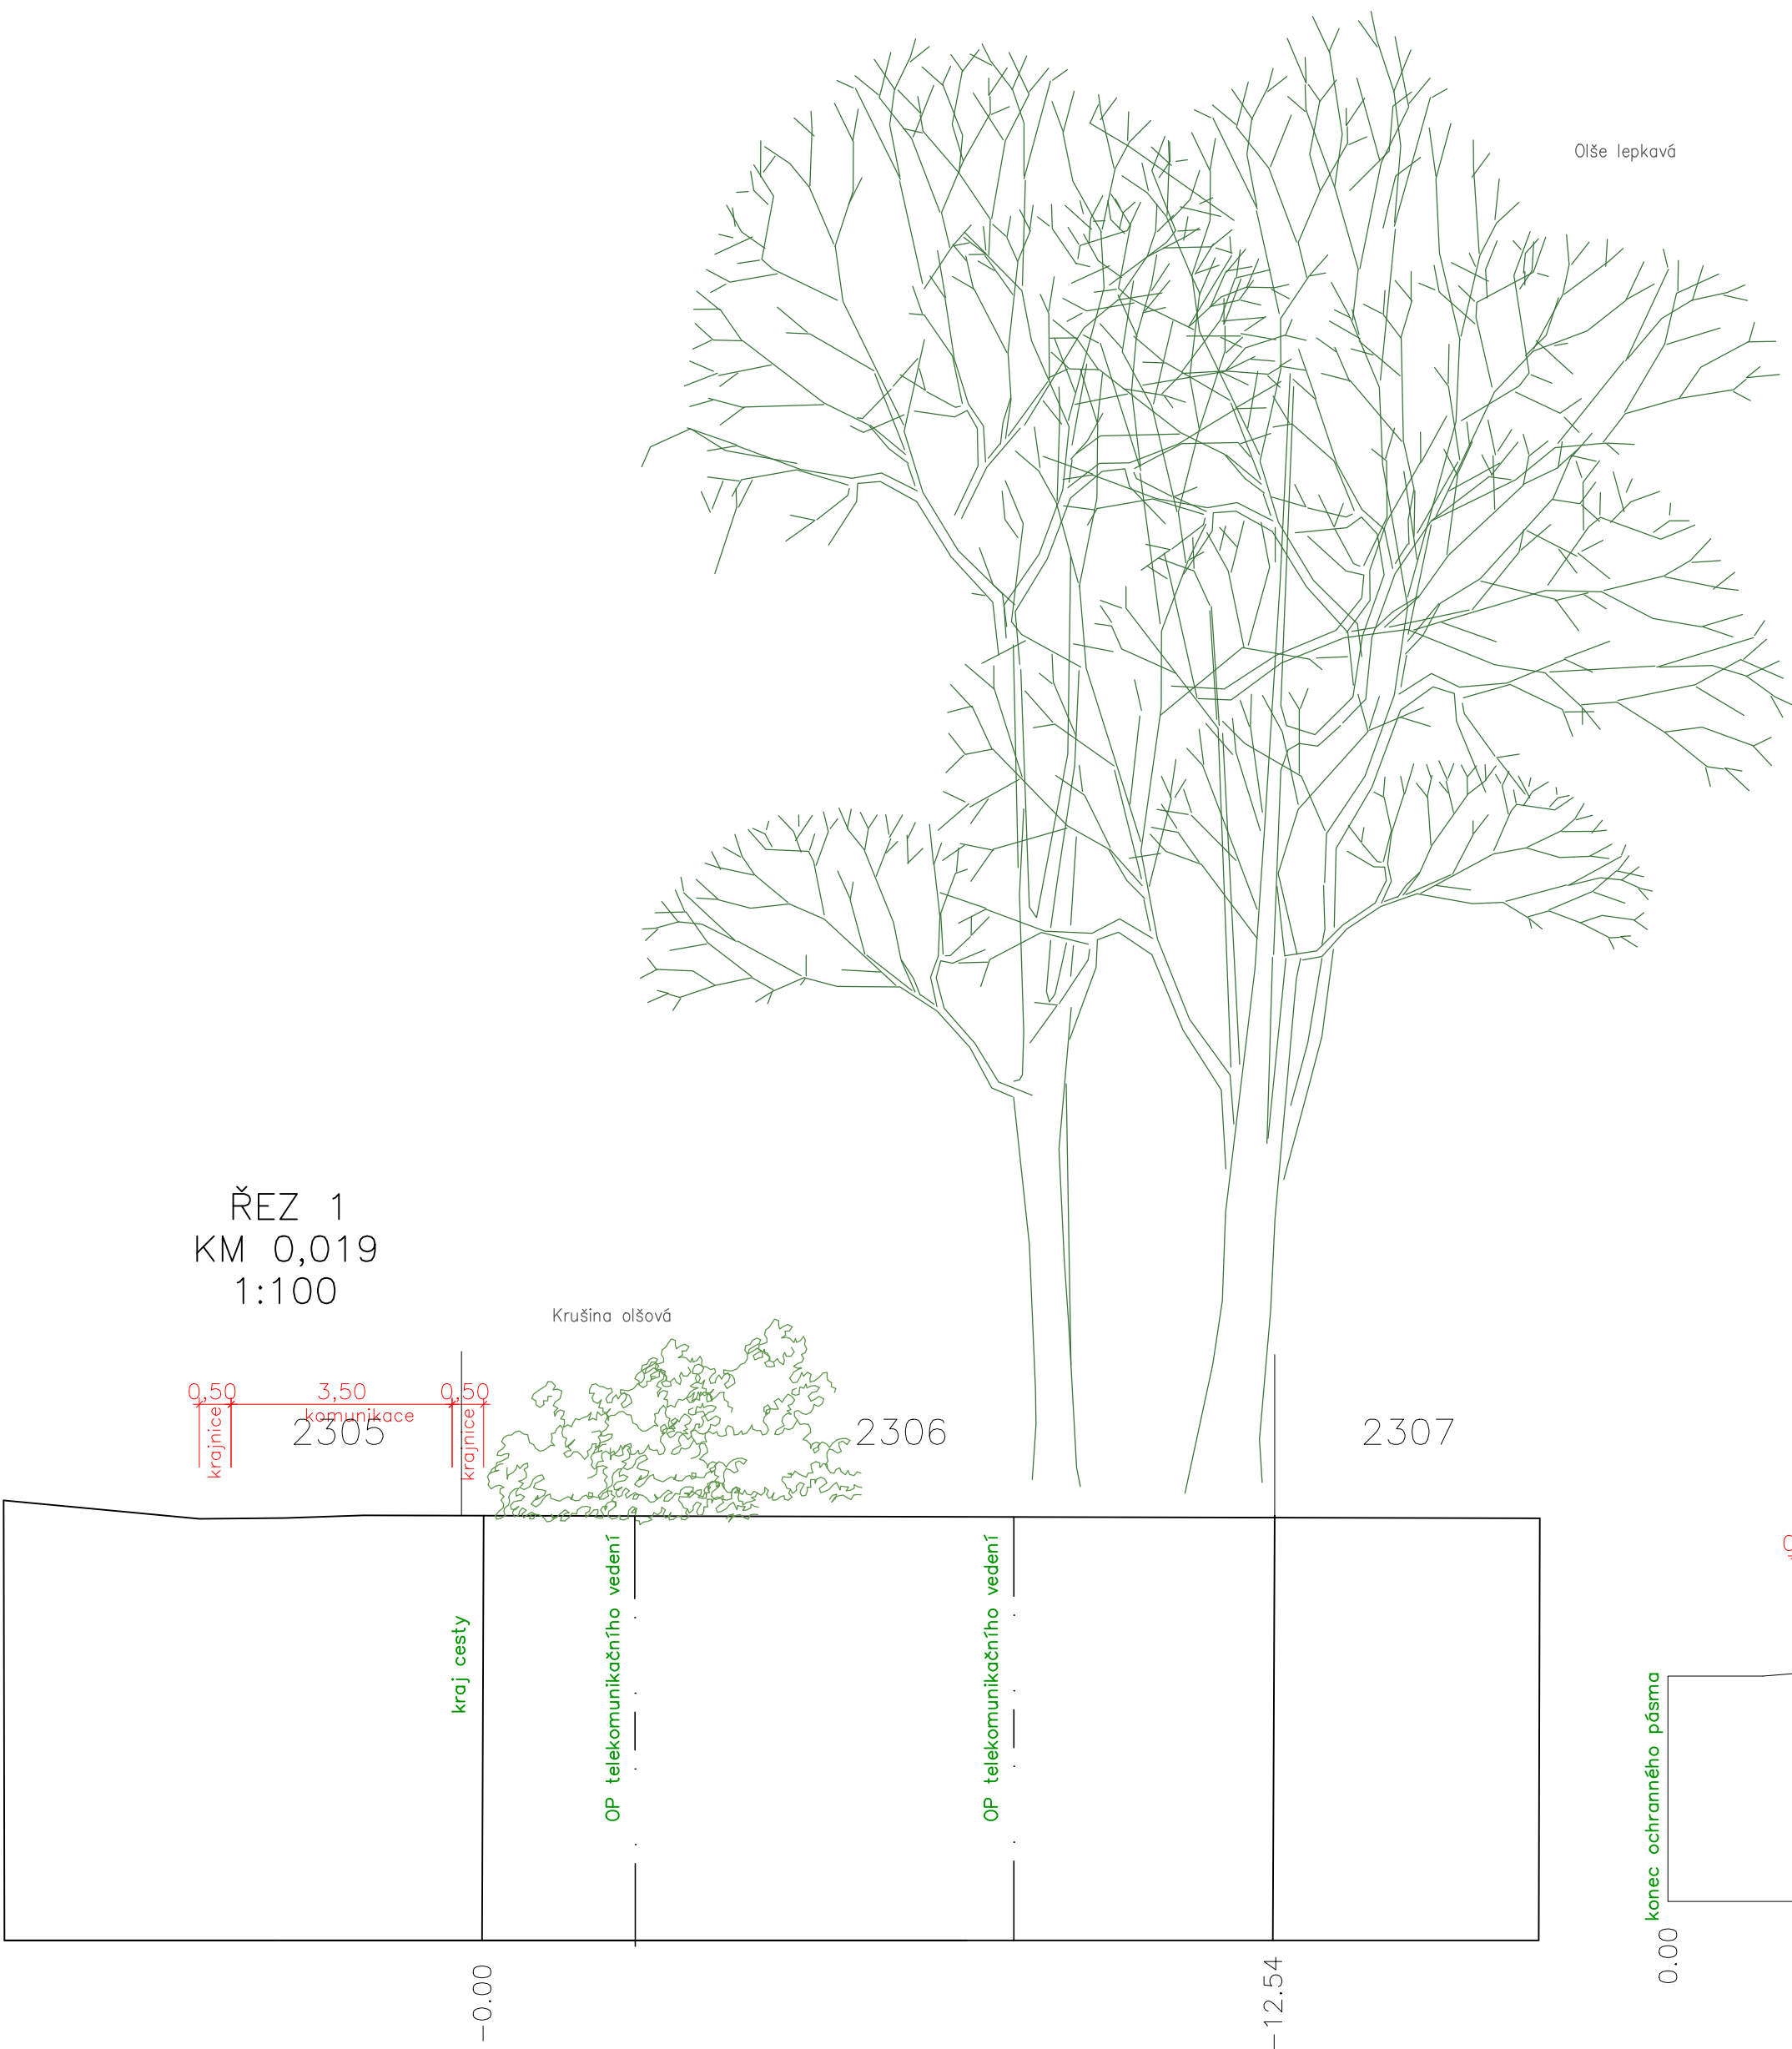 Olše lepkavá
ŘEZ 1
KM 0,019
1:100
Krušina olšová
0,50
3,50
0,50
komunikace
krajnice
krajnice
2305
2306
2307
kraj cesty
OP telekomunikačního vedení
OP telekomunikačního vedení
konec ochranného pásma
-0.00
-12.54
0.00